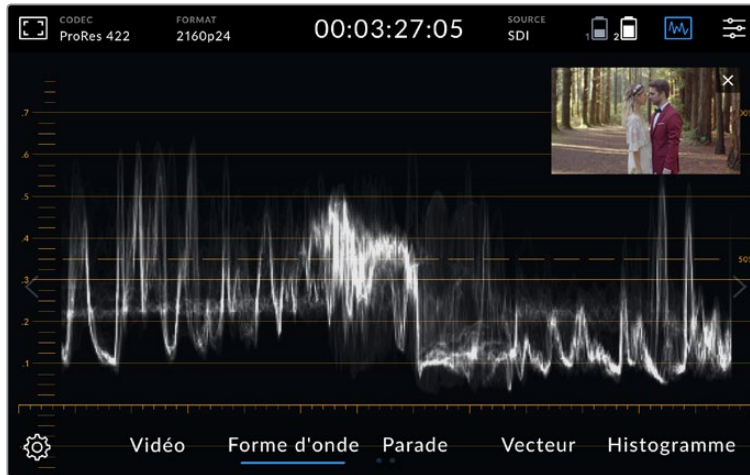 CODEC FORMAT 00:03:27:05 SOURCE
ProRes 422 2160p24 SDI 1 2
.7
.6
.5
.4
.3
.2
.1
Vidéo Forme d'onde Parade Vecteur Histogramme